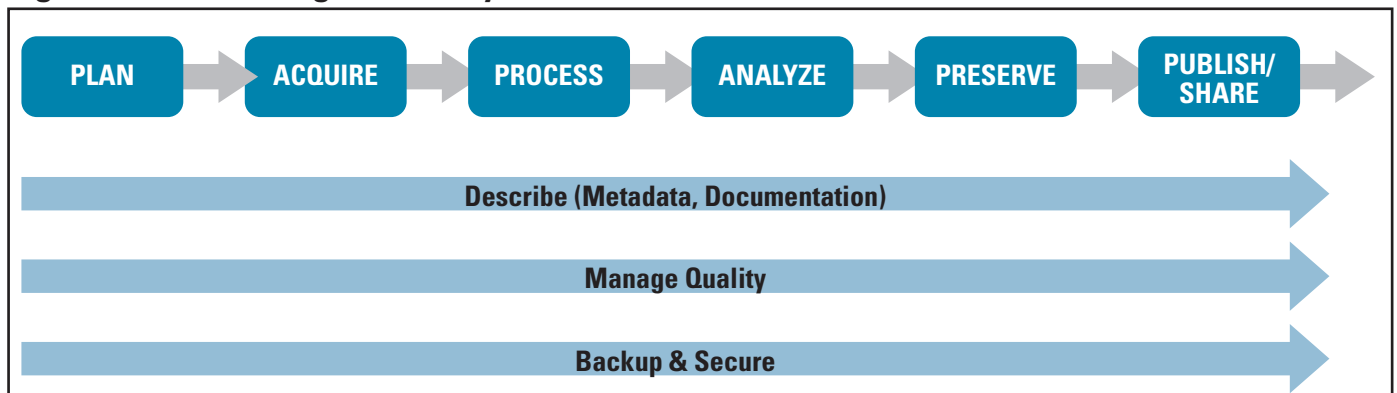 PLAN
ACQUIRE
PROCESS
ANALYZE
PRESERVE
PUBLISH/
SHARE
Describe (Metadata, Documentation)
Manage Quality
Backup & Secure